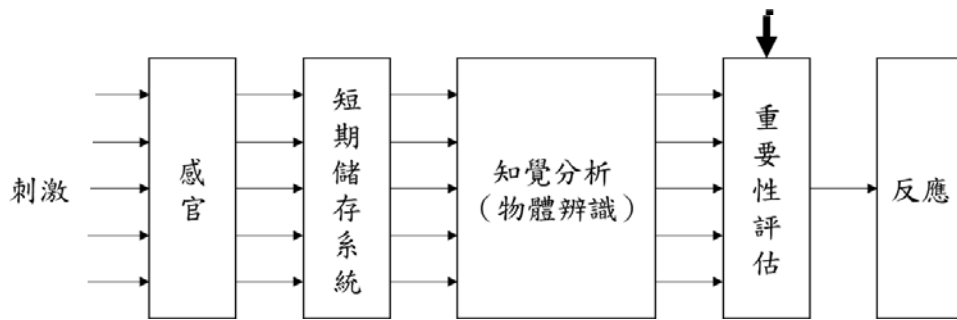 刺激
感官
短期儲存系統
知覺分析
(物體辨識)
重要性評估
反應